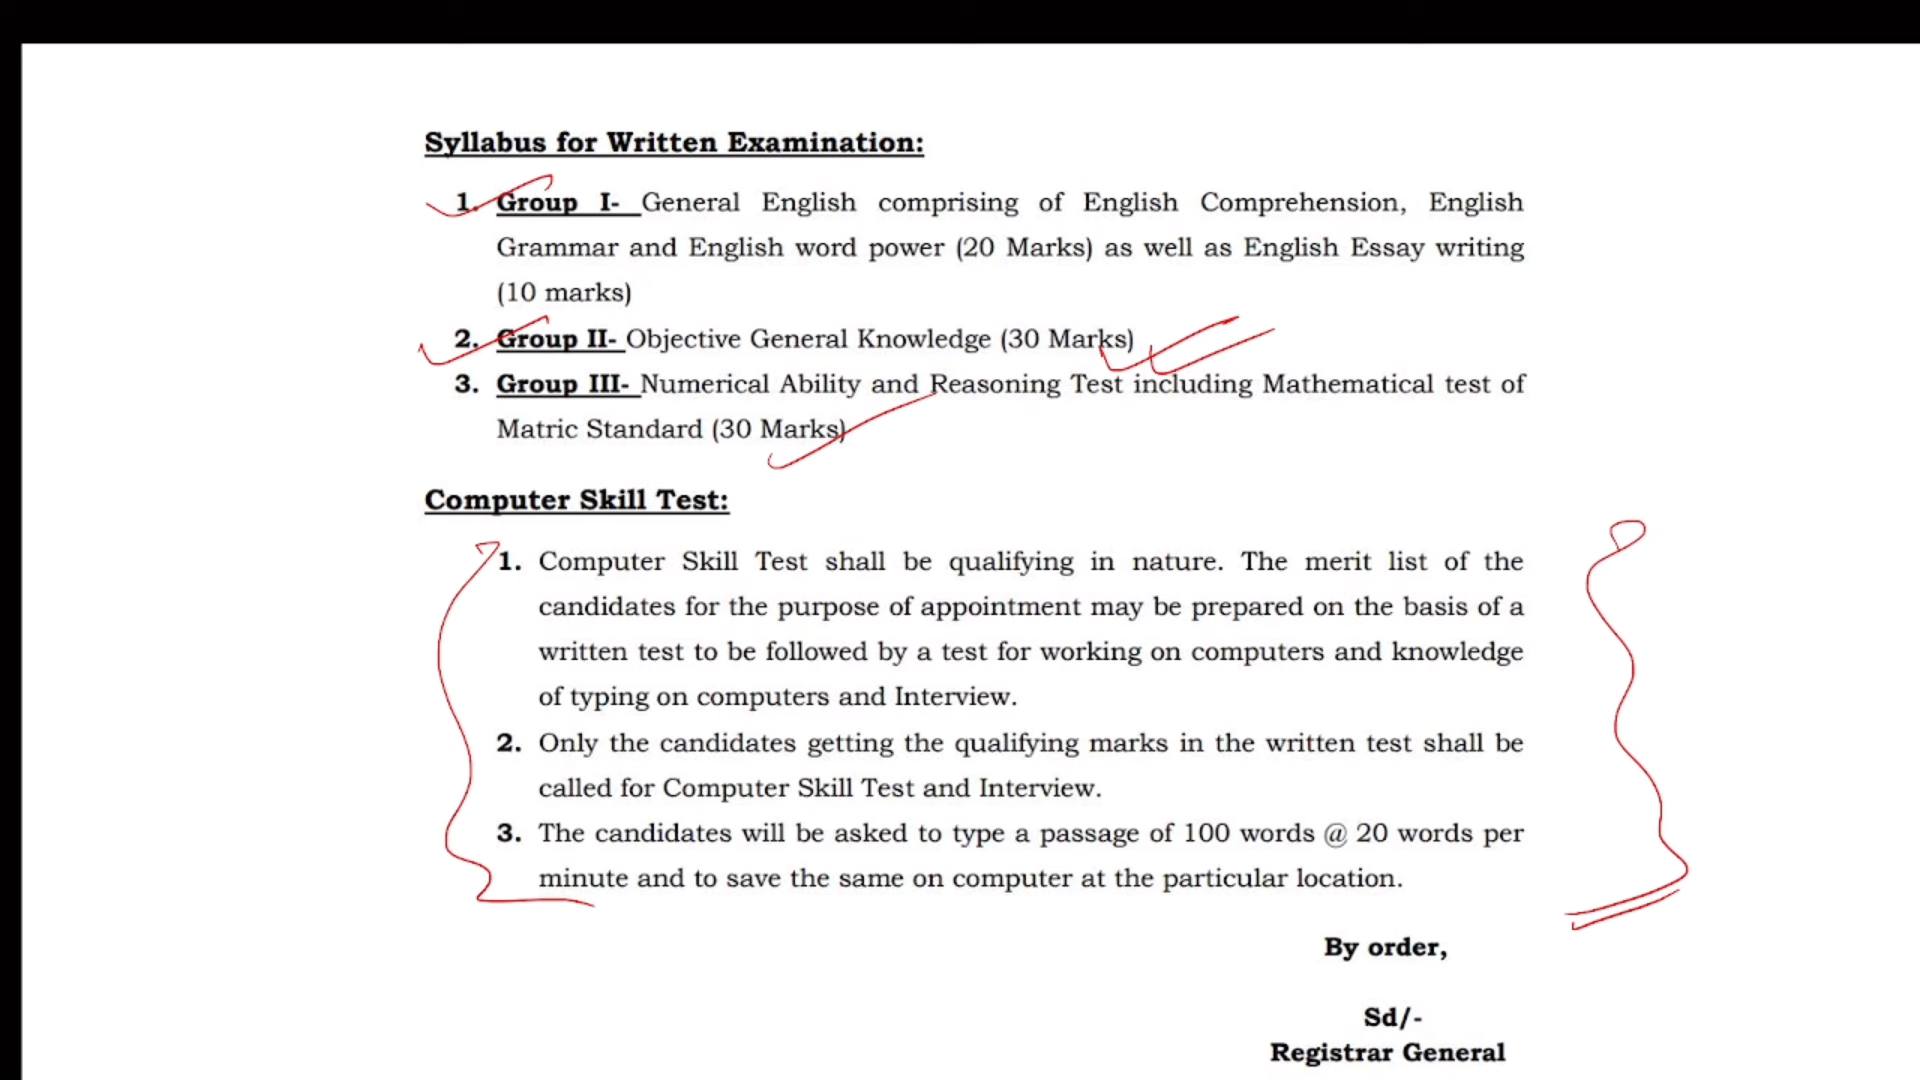 Syllabus for Written Examination:
1. Group I- General English comprising of English Comprehension, English
Grammar and English word power (20 Marks) as well as English Essay writing
(10 marks)
2. Group II- Objective General Knowledge (30 Marks)
3. Group III- Numerical Ability and Reasoning Test including Mathematical test of
Matric Standard (30 Marks)
Computer Skill Test:
1. Computer Skill Test shall be qualifying in nature. The merit list of the
candidates for the purpose of appointment may be prepared on the basis of a
written test to be followed by a test for working on computers and knowledge
of typing on computers and Interview.
2. Only the candidates getting the qualifying marks in the written test shall be
called for Computer Skill Test and Interview.
3. The candidates will be asked to type a passage of 100 words @ 20 words per
minute and to save the same on computer at the particular location.
By order,
Sd/-
Registrar General